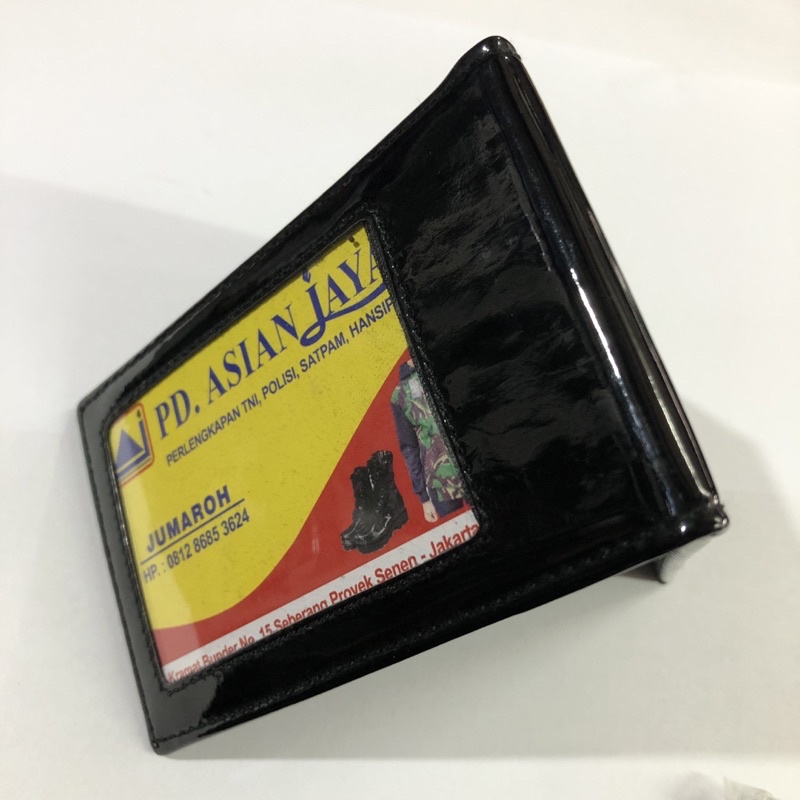 PD. ASIAN JAYA
PERLENGKAPAN TNI, POLISI, SATPAM, HANSIP
JUMAROH
HP. : 0812 8685 3624
Kramat Bunder No. 15 Seberang Proyek Senen - Jakarta